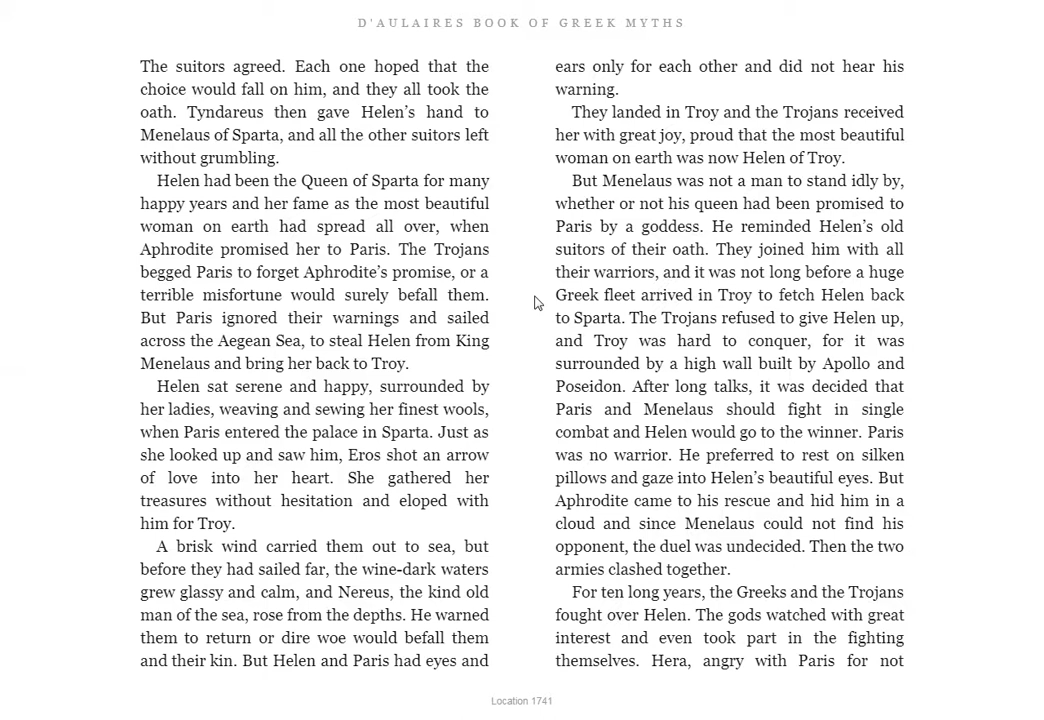 D'AULAIRES BOOK OF GREEK MYTHS
The suitors agreed. Each one hoped that the
choice would fall on him, and they all took the
oath. Tyndareus then gave Helen’s hand to
Menelaus of Sparta, and all the other suitors left
without grumbling.
Helen had been the Queen of Sparta for many
happy years and her fame as the most beautiful
woman on earth had spread all over, when
Aphrodite promised her to Paris. The Trojans
begged Paris to forget Aphrodite’s promise, or a
terrible misfortune would surely befall them.
But Paris ignored their warnings and sailed
across the Aegean Sea, to steal Helen from King
Menelaus and bring her back to Troy.
Helen sat serene and happy, surrounded by
her ladies, weaving and sewing her finest wools,
when Paris entered the palace in Sparta. Just as
she looked up and saw him, Eros shot an arrow
of love into her heart. She gathered her
treasures without hesitation and eloped with
him for Troy.
A brisk wind carried them out to sea, but
before they had sailed far, the wine-dark waters
grew glassy and calm, and Nereus, the kind old
man of the sea, rose from the depths. He warned
them to return or dire woe would befall them
and their kin. But Helen and Paris had eyes and
ears only for each other and did not hear his
warning.
They landed in Troy and the Trojans received
her with great joy, proud that the most beautiful
woman on earth was now Helen of Troy.
But Menelaus was not a man to stand idly by,
whether or not his queen had been promised to
Paris by a goddess. He reminded Helen’s old
suitors of their oath. They joined him with all
their warriors, and it was not long before a huge
Greek fleet arrived in Troy to fetch Helen back
to Sparta. The Trojans refused to give Helen up,
and Troy was hard to conquer, for it was
surrounded by a high wall built by Apollo and
Poseidon. After long talks, it was decided that
Paris and Menelaus should fight in single
combat and Helen would go to the winner. Paris
was no warrior. He preferred to rest on silken
pillows and gaze into Helen’s beautiful eyes. But
Aphrodite came to his rescue and hid him in a
cloud and since Menelaus could not find his
opponent, the duel was undecided. Then the two
armies clashed together.
For ten long years, the Greeks and the Trojans
fought over Helen. The gods watched with great
interest and even took part in the fighting
themselves. Hera, angry with Paris for not
Location 1741